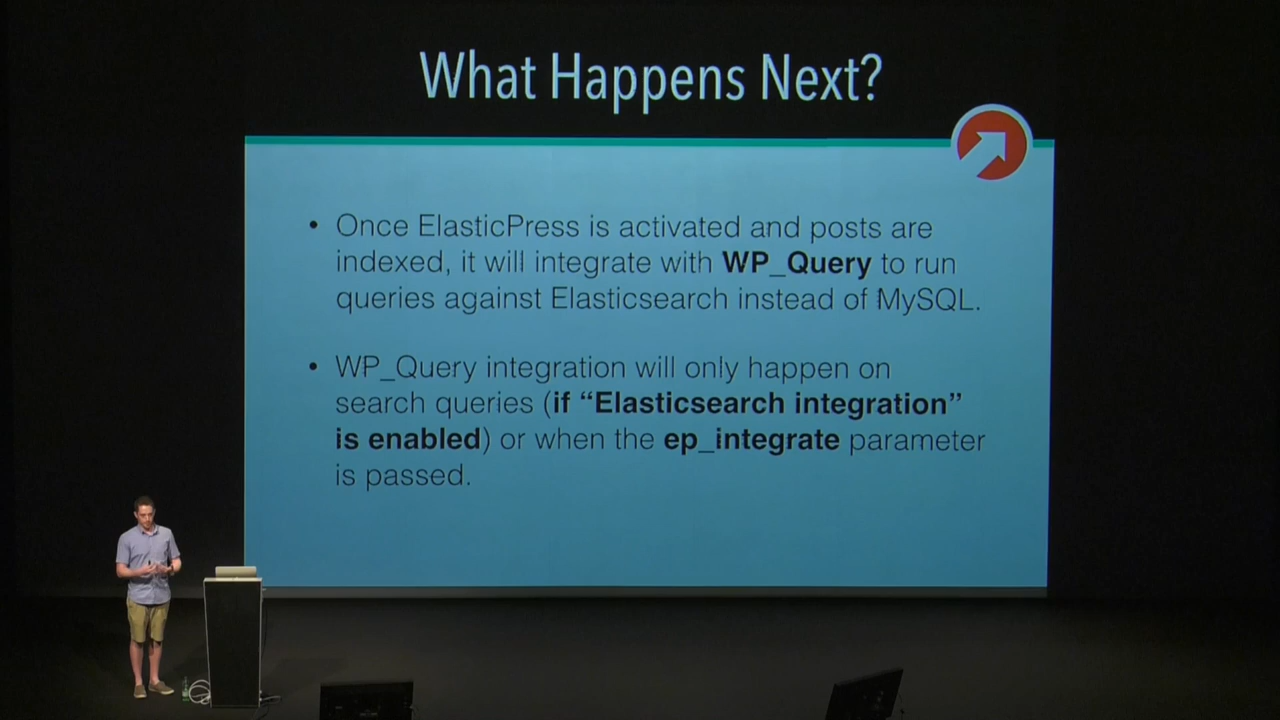 What Happens Next?
• Once ElasticPress is activated and posts are
indexed, it will integrate with WP_Query to run
queries against Elasticsearch instead of MySQL.
• WP_Query integration will only happen on
search queries (if “Elasticsearch integration”
is enabled) or when the ep_integrate parameter
is passed.